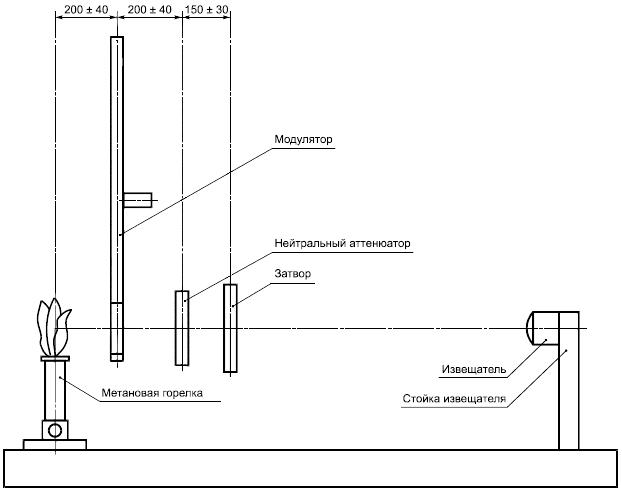 200 ± 40
200 ± 40
150 ± 30
Модулятор
Нейтральный аттенюатор
Затвор
Извещатель
Метановая горелка
Стойка извещателя